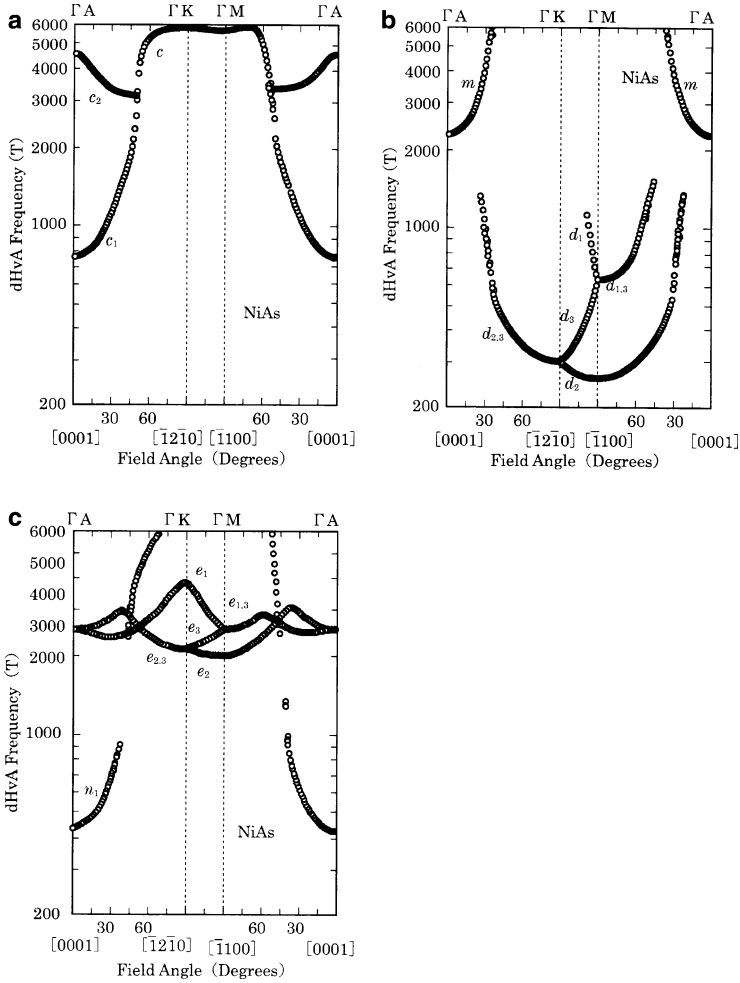 a
ΓA ΓK ΓM ΓA
6000
5000
4000
3000
2000
1000
200
dHvA Frequency (T)
c
c₂
c₁
NiAs
30 60 60 30
[0001] [1̄21̄0] [1̄100] [0001]
Field Angle (Degrees)
b
ΓA ΓK ΓM ΓA
6000
5000
4000
3000
2000
1000
200
dHvA Frequency (T)
m NiAs m
d₁
d₁,₃
d₃
d₂,₃
d₂
30 60 60 30
[0001] [1̄21̄0] [1̄100] [0001]
Field Angle (Degrees)
c
ΓA ΓK ΓM ΓA
6000
5000
4000
3000
2000
1000
200
dHvA Frequency (T)
e₁
e₁,₃
e₃
e₂.₃
e₂
n₁
NiAs
30 60 60 30
[0001] [1̄21̄0] [1̄100] [0001]
Field Angle (Degrees)